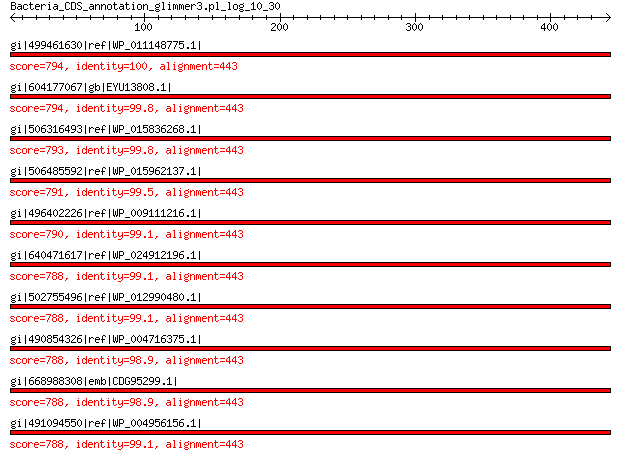 Bacteria_CDS_annotation_glimmer3.pl_log_10_30
100 200 300 400
gi|499461630|ref|WP_011148775.1|
score=794, identity=100, alignment=443
gi|604177067|gb|EYU13808.1|
score=794, identity=99.8, alignment=443
gi|506316493|ref|WP_015836268.1|
score=793, identity=99.8, alignment=443
gi|506485592|ref|WP_015962137.1|
score=791, identity=99.5, alignment=443
gi|496402226|ref|WP_009111216.1|
score=790, identity=99.1, alignment=443
gi|640471617|ref|WP_024912196.1|
score=788, identity=99.1, alignment=443
gi|502755496|ref|WP_012990480.1|
score=788, identity=99.1, alignment=443
gi|490854326|ref|WP_004716375.1|
score=788, identity=98.9, alignment=443
gi|668988308|emb|CDG95299.1|
score=788, identity=98.9, alignment=443
gi|491094550|ref|WP_004956156.1|
score=788, identity=99.1, alignment=443